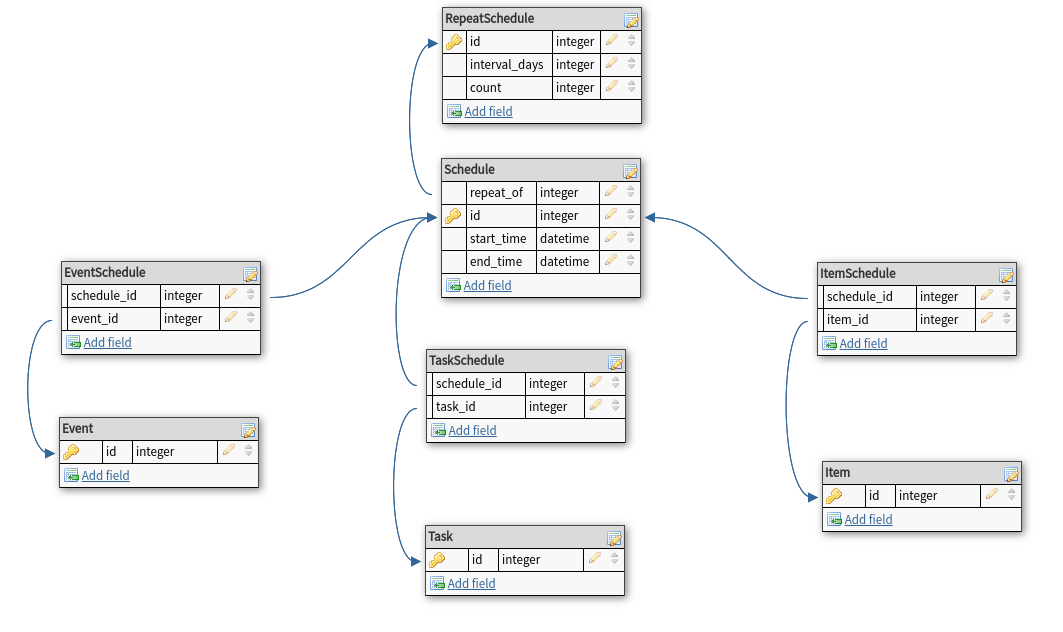 RepeatSchedule
id integer
interval_days integer
count integer
Add field
Schedule
repeat_of integer
id integer
start_time datetime
end_time datetime
Add field
EventSchedule
schedule_id integer
event_id integer
Add field
ItemSchedule
schedule_id integer
item_id integer
Add field
TaskSchedule
schedule_id integer
task_id integer
Add field
Event
id integer
Add field
Item
id integer
Add field
Task
id integer
Add field